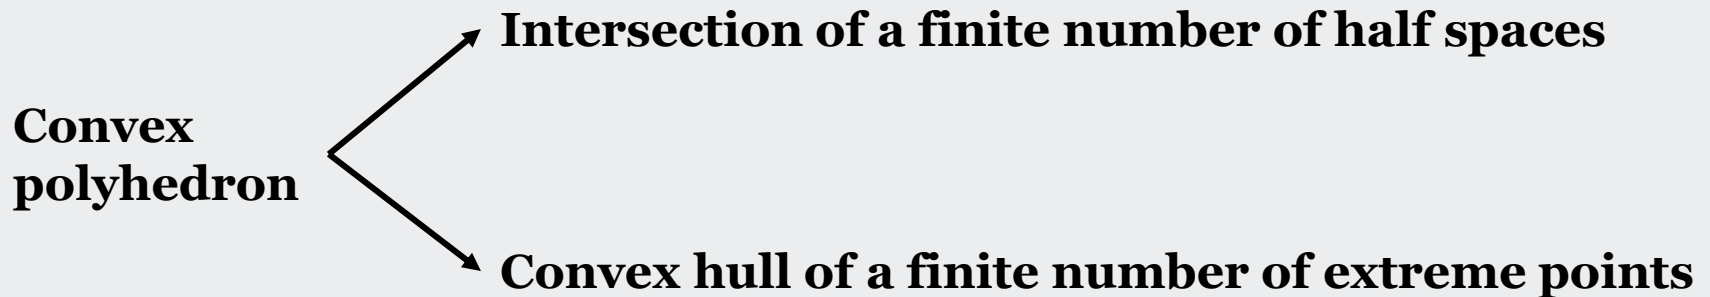 Intersection of a finite number of half spaces
Convex
polyhedron
Convex hull of a finite number of extreme points